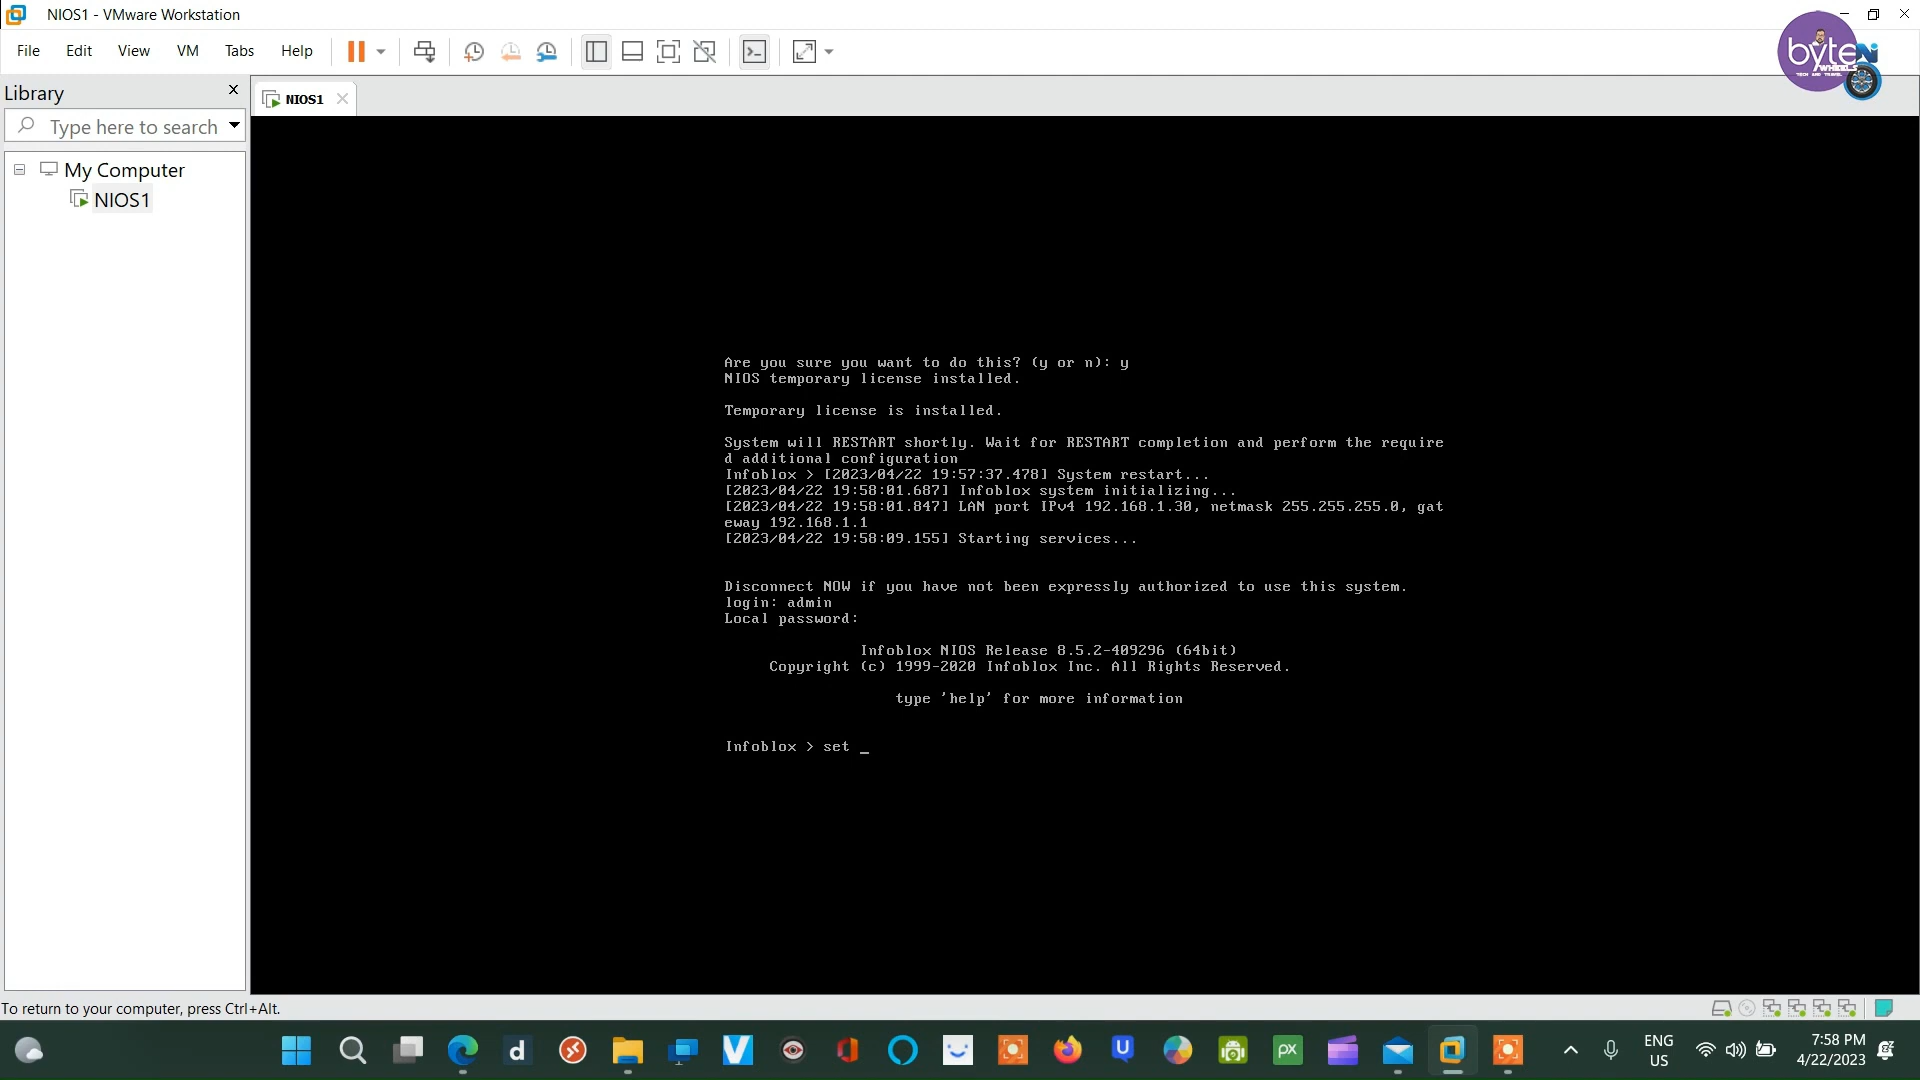 NIOS1 - VMware Workstation
File Edit View VM Tabs Help
byte N
WHEELS
TECH AND TRAVEL
Library
NIOS1
Type here to search
My Computer
NIOS1
Are you sure you want to do this? (y or n): y
NIOS temporary license installed.
Temporary license is installed.
System will RESTART shortly. Wait for RESTART completion and perform the require
d additional configuration
Infoblox > [2023/04/22 19:57:37.478] System restart...
[2023/04/22 19:58:01.687] Infoblox system initializing...
[2023/04/22 19:58:01.847] LAN port IPv4 192.168.1.30, netmask 255.255.255.0, gat
eway 192.168.1.1
[2023/04/22 19:58:09.155] Starting services...
Disconnect NOW if you have not been expressly authorized to use this system.
login: admin
Local password:
Infoblox NIOS Release 8.5.2-409296 (64bit)
Copyright (c) 1999-2020 Infoblox Inc. All Rights Reserved.
type 'help' for more information
Infoblox > set _
To return to your computer, press Ctrl+Alt.
d
V
U
px
ENG
US
7:58 PM
4/22/2023